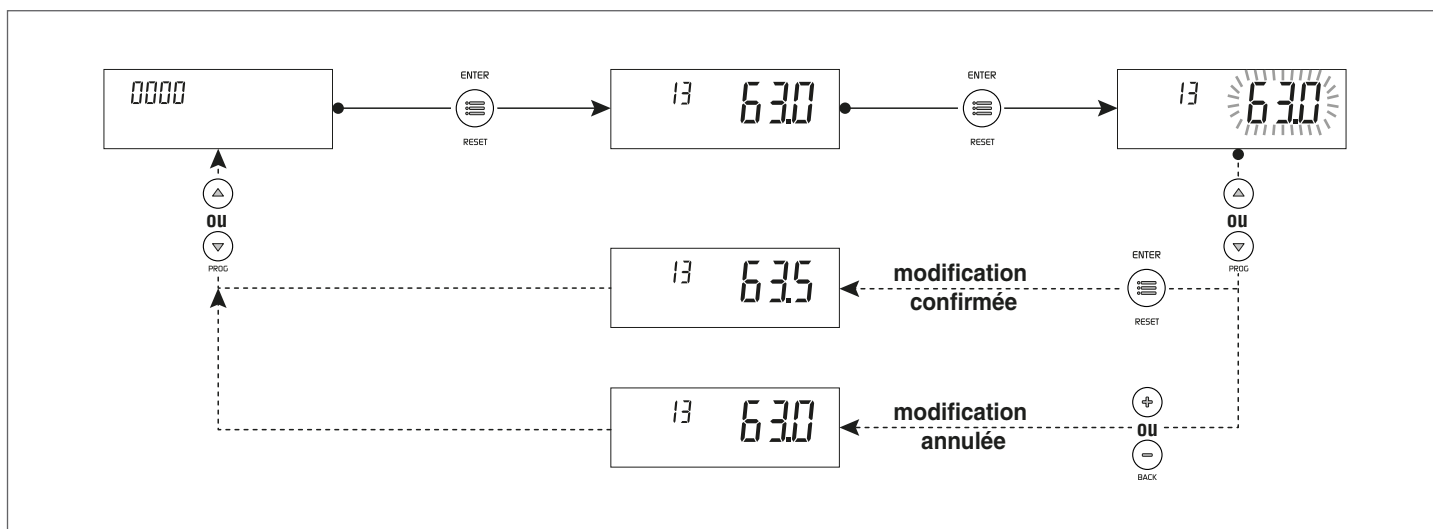 ENTER
ENTER
0000
13 63.0
13 63.0
RESET
RESET
ou
ou
PROG
PROG
ENTER
13 63.5
modification
confirmée
RESET
13 63.0
modification
annulée
ou
BACK